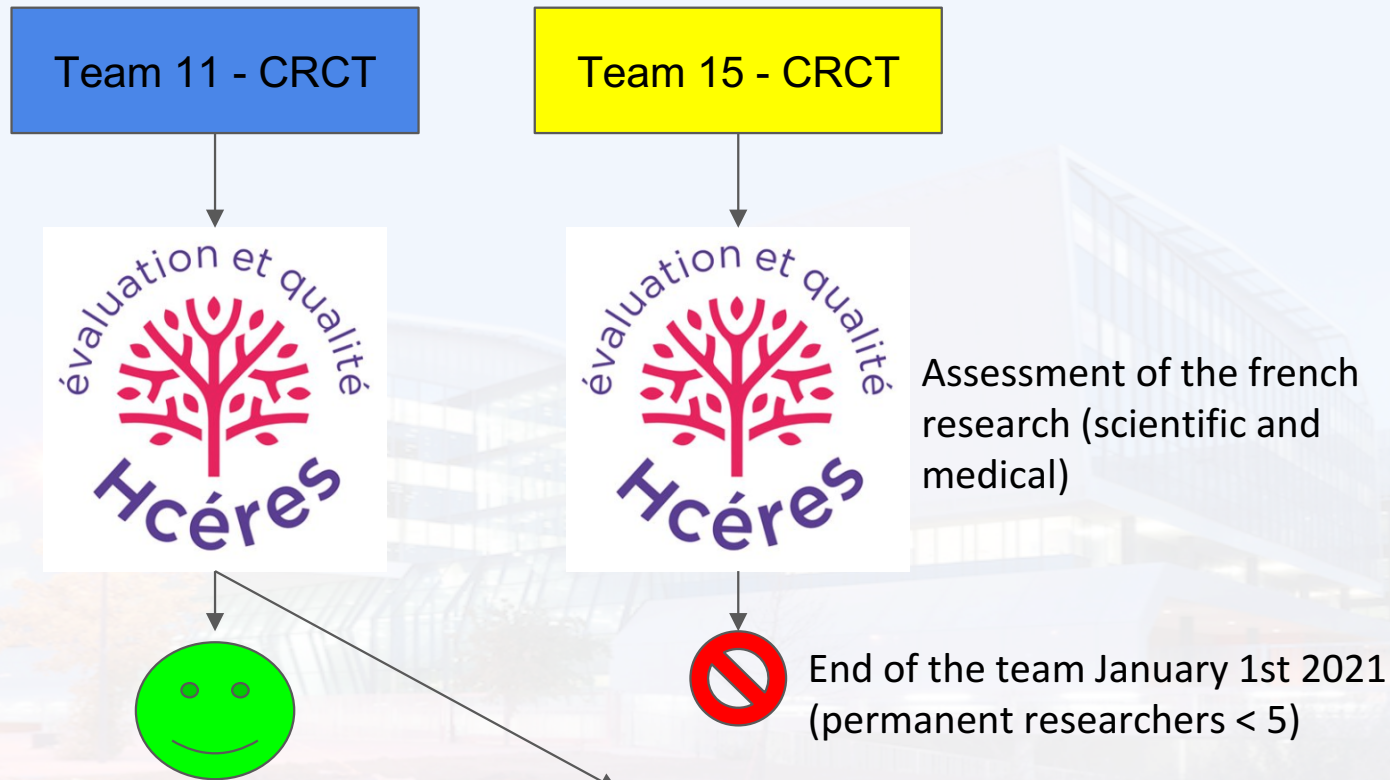 Team 11 - CRCT
Team 15 - CRCT
évaluation et qualité
Hcéres
évaluation et qualité
Hcéres
Assessment of the french
research (scientific and
medical)
End of the team January 1st 2021
(permanent researchers < 5)